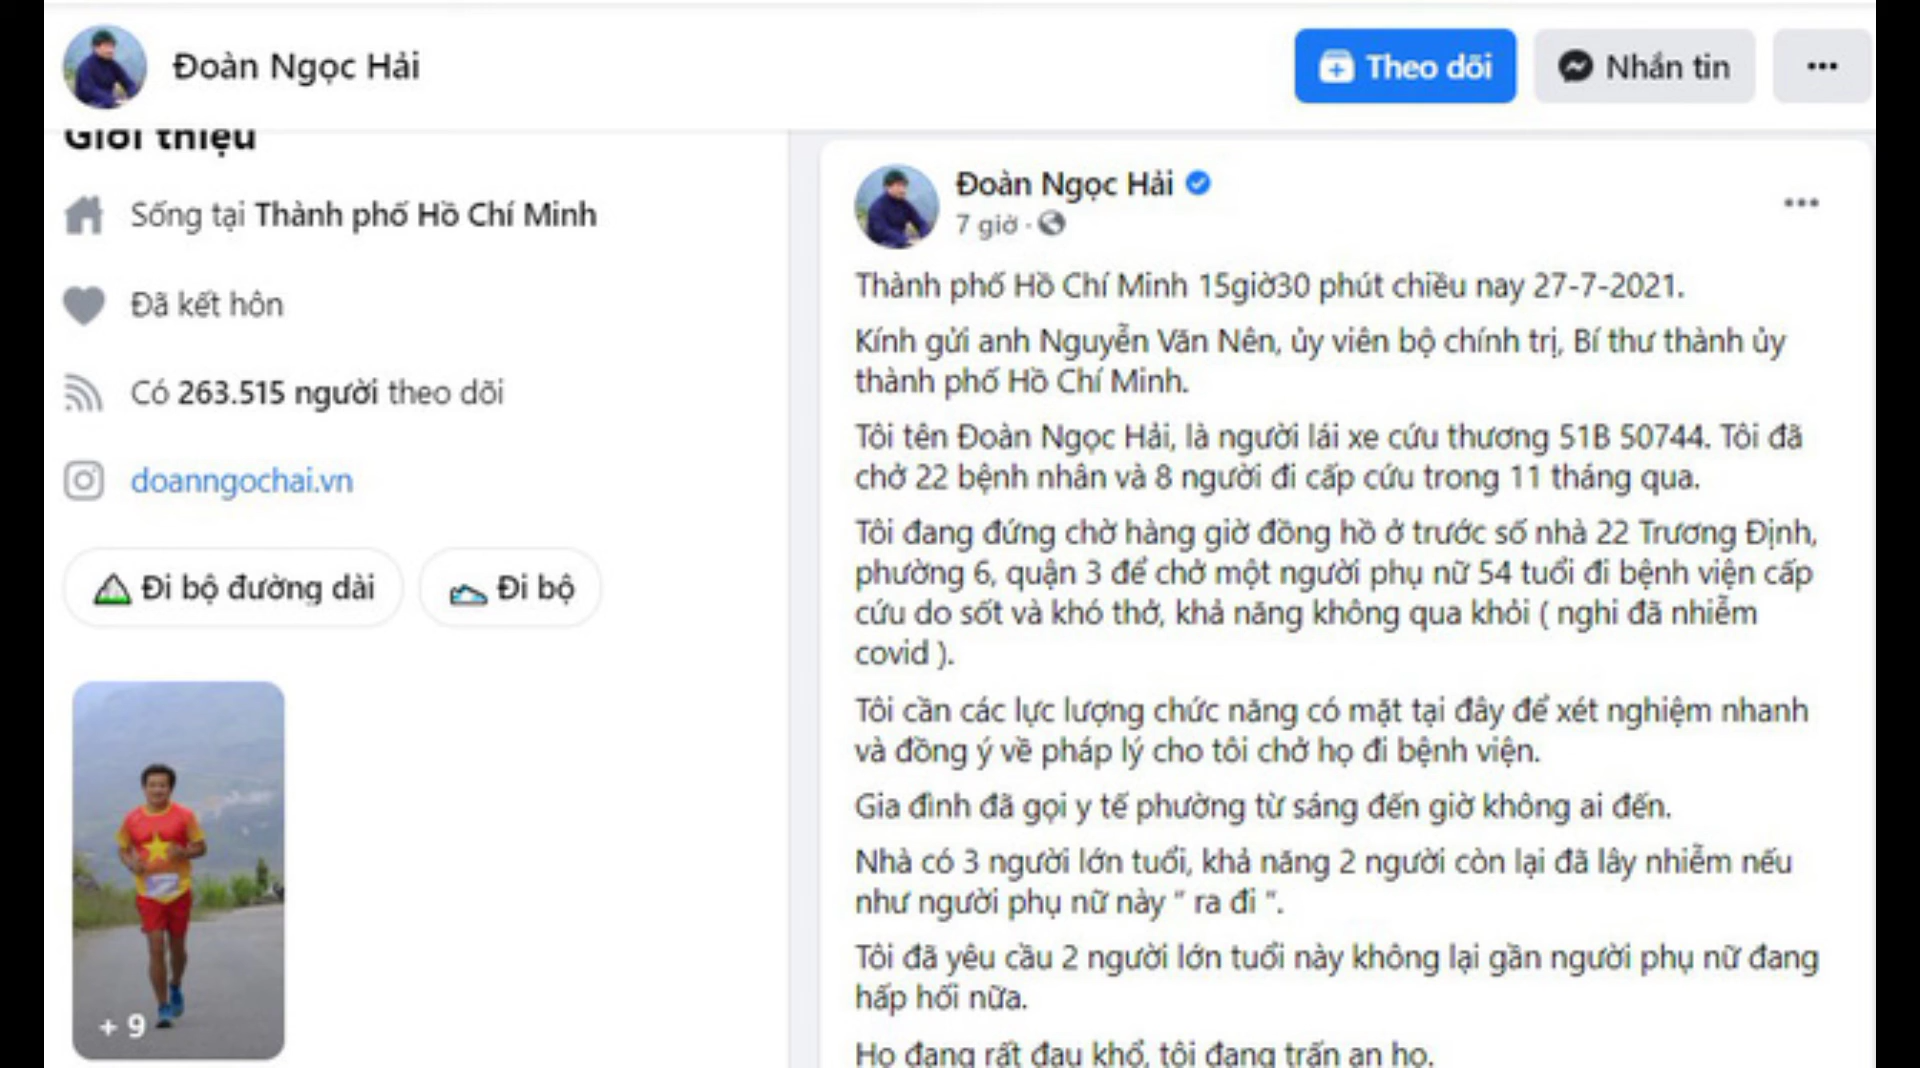 Đoàn Ngọc Hải
Theo dõi
Nhắn tin
Giới thiệu
Sống tại Thành phố Hồ Chí Minh
Đã kết hôn
Có 263.515 người theo dõi
doanngochai.vn
Đi bộ đường dài
Đi bộ
+ 9
Đoàn Ngọc Hải
7 giờ ·
Thành phố Hồ Chí Minh 15giờ30 phút chiều nay 27-7-2021.
Kính gửi anh Nguyễn Văn Nên, ủy viên bộ chính trị, Bí thư thành ủy
thành phố Hồ Chí Minh.
Tôi tên Đoàn Ngọc Hải, là người lái xe cứu thương 51B 50744. Tôi đã
chở 22 bệnh nhân và 8 người đi cấp cứu trong 11 tháng qua.
Tôi đang đứng chờ hàng giờ đồng hồ ở trước số nhà 22 Trương Định,
phường 6, quận 3 để chở một người phụ nữ 54 tuổi đi bệnh viện cấp
cứu do sốt và khó thở, khả năng không qua khỏi ( nghi đã nhiễm
covid ).
Tôi cần các lực lượng chức năng có mặt tại đây để xét nghiệm nhanh
và đồng ý về pháp lý cho tôi chở họ đi bệnh viện.
Gia đình đã gọi y tế phường từ sáng đến giờ không ai đến.
Nhà có 3 người lớn tuổi, khả năng 2 người còn lại đã lây nhiễm nếu
như người phụ nữ này " ra đi ".
Tôi đã yêu cầu 2 người lớn tuổi này không lại gần người phụ nữ đang
hấp hối nữa.
Họ đang rất đau khổ, tôi đang trấn an họ.